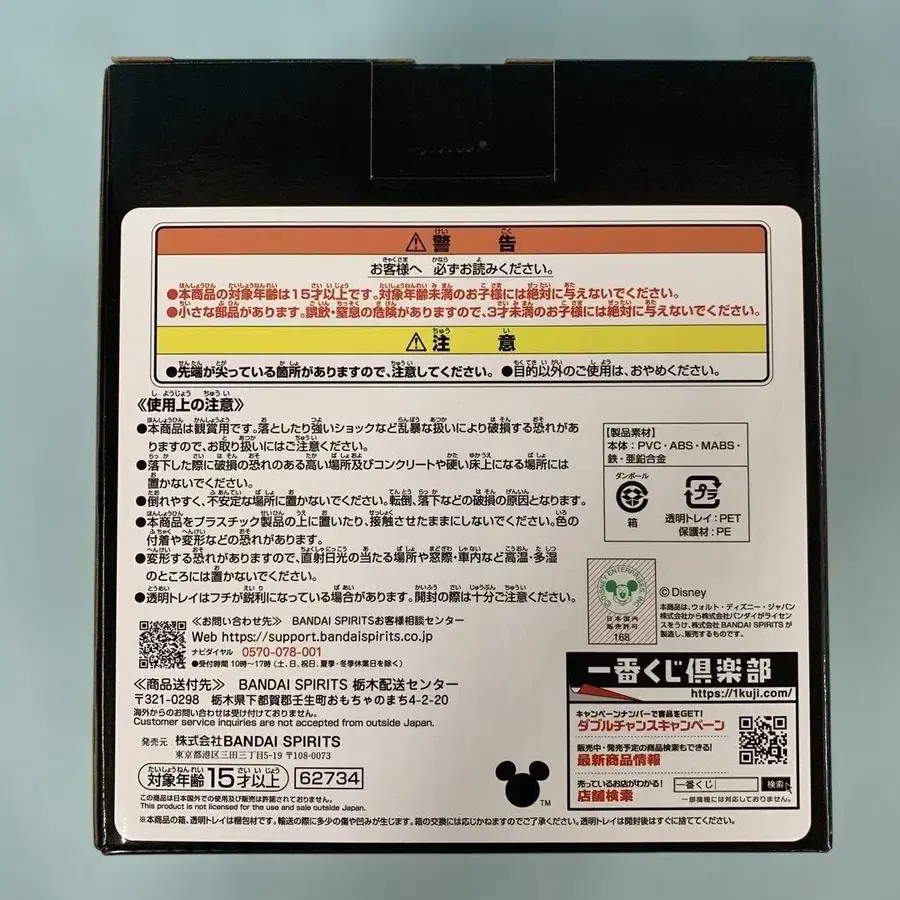 ⚠警告
お客様へ 必ずお読みください。
●本商品の対象年齢は15才以上です。対象年齢未満のお子様には絶対に与えないでください。
●小さな部品があります。誤飲・窒息の危険がありますので、3才未満のお子様には絶対に与えないでください。
⚠注意
●先端が尖っている箇所がありますので、注意してください。 ●目的以外のご使用は、おやめください。
《使用上の注意》
●本商品は観賞用です。落としたり強いショックなど乱暴な扱いにより破損する恐れがあ
りますので、お取り扱いにはご注意ください。
●落下した際に破損の恐れのある高い場所及びコンクリートや硬い床上になる場所には
置かないでください。
●倒れやすく、不安定な場所に置かないでください。転倒、落下などの破損の原因となります。
●本商品をプラスチック製品の上に置いたり、接触させたままにしないでください。色の
付着や変形などの恐れがあります。
●変形する恐れがありますので、直射日光の当たる場所や窓際・車内など高温・多湿
のところには置かないでください。
●透明トレイはフチが鋭利になっている場合があります。開封の際は十分ご注意ください。
【製品素材】
本体:PVC・ABS・MABS・
鉄・亜鉛合金
ダンボール
箱
プラ
透明トレイ:PET
保護材:PE
DISNEY ENTERPRISES, INC.
日本国内
販売許可
168
©Disney
本商品は、ウォルト・ディズニー・ジャパン
株式会社から株式会社バンダイがライセン
スをうけ、株式会社 BANDAI SPIRITS が
製造し、販売するものです。
≪お問い合わせ先≫ BANDAI SPIRITSお客様相談センター
Web https://support.bandaispirits.co.jp
ナビダイヤル 0570-078-001
●受付時間 10時~17時 (土、日、祝日、夏季・冬季休業日を除く)
≪商品送付先≫ BANDAI SPIRITS 栃木配送センター
〒321-0298 栃木県下都賀郡壬生町おもちゃのまち4-2-20
海外からのお問い合わせは受け付けておりません。
Customer service inquiries are not accepted from outside Japan.
発売元 株式会社BANDAI SPIRITS
東京都港区三田三丁目5-19 〒108-0073
対象年齢15才以上 62734
この商品は日本国外での使用及び販売は許諾されておりません。
This product is not licensed for the use and sale outside Japan.
TM
一番くじ倶楽部
https://1kuji.com/
キャンペーンナンバーで賞品をGET!
ダブルチャンスキャンペーン
販売中・発売予定の商品検索もできる!
最新商品情報
売っているお店がわかる!
店舗検索
一番くじ 検索
一部機種には対応しておりません。
※本商品の箱、透明トレイは梱包材です。輸送の際に多少の傷や凹みが生じます。箱の交換には応じかねますのでご了承ください。透明トレイは開封後はすぐに捨ててください。